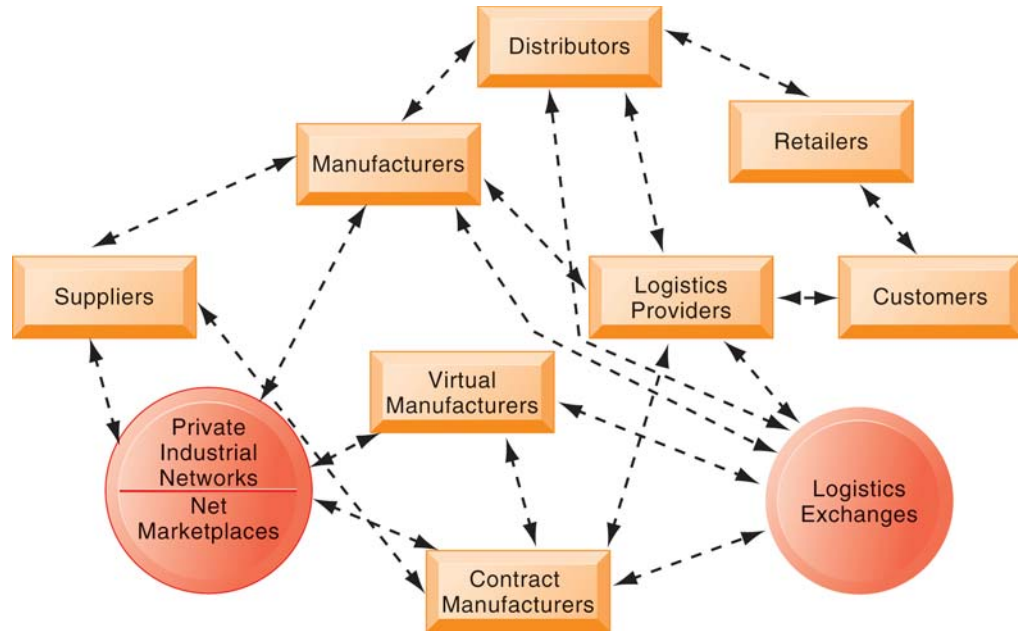 Distributors
Manufacturers
Retailers
Suppliers
Logistics
Providers
Customers
Virtual
Manufacturers
Private
Industrial
Networks
Net
Marketplaces
Logistics
Exchanges
Contract
Manufacturers